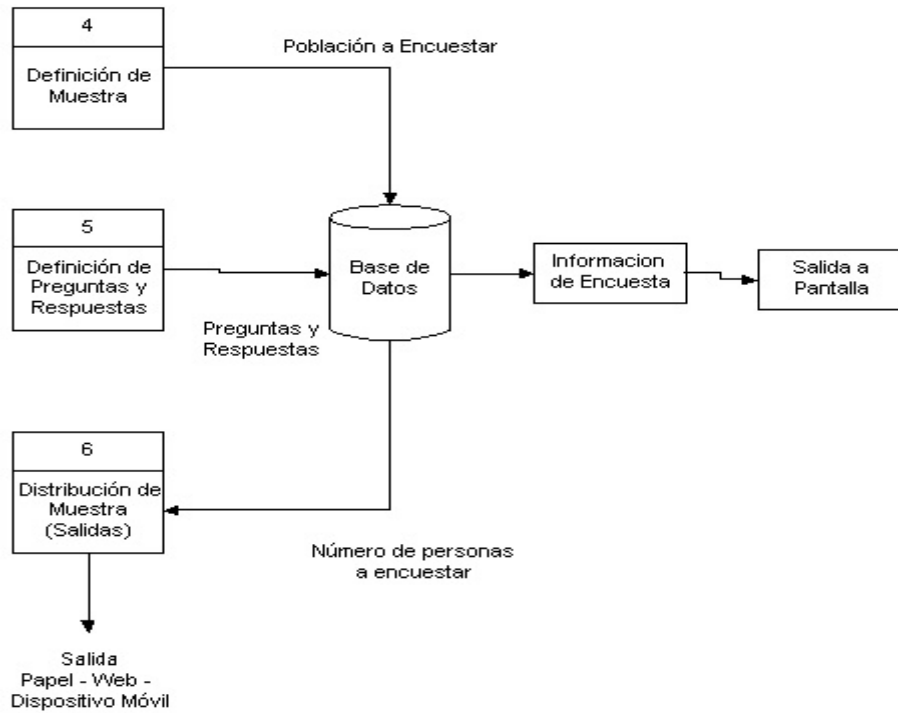 4
Definición de
Muestra
Población a Encuestar
5
Definición de
Preguntas y
Respuestas
Preguntas y
Respuestas
Base de
Datos
Informacion
de Encuesta
Salida a
Pantalla
6
Distribución de
Muestra
(Salidas)
Número de personas
a encuestar
Salida
Papel - Web -
Dispositivo Móvil